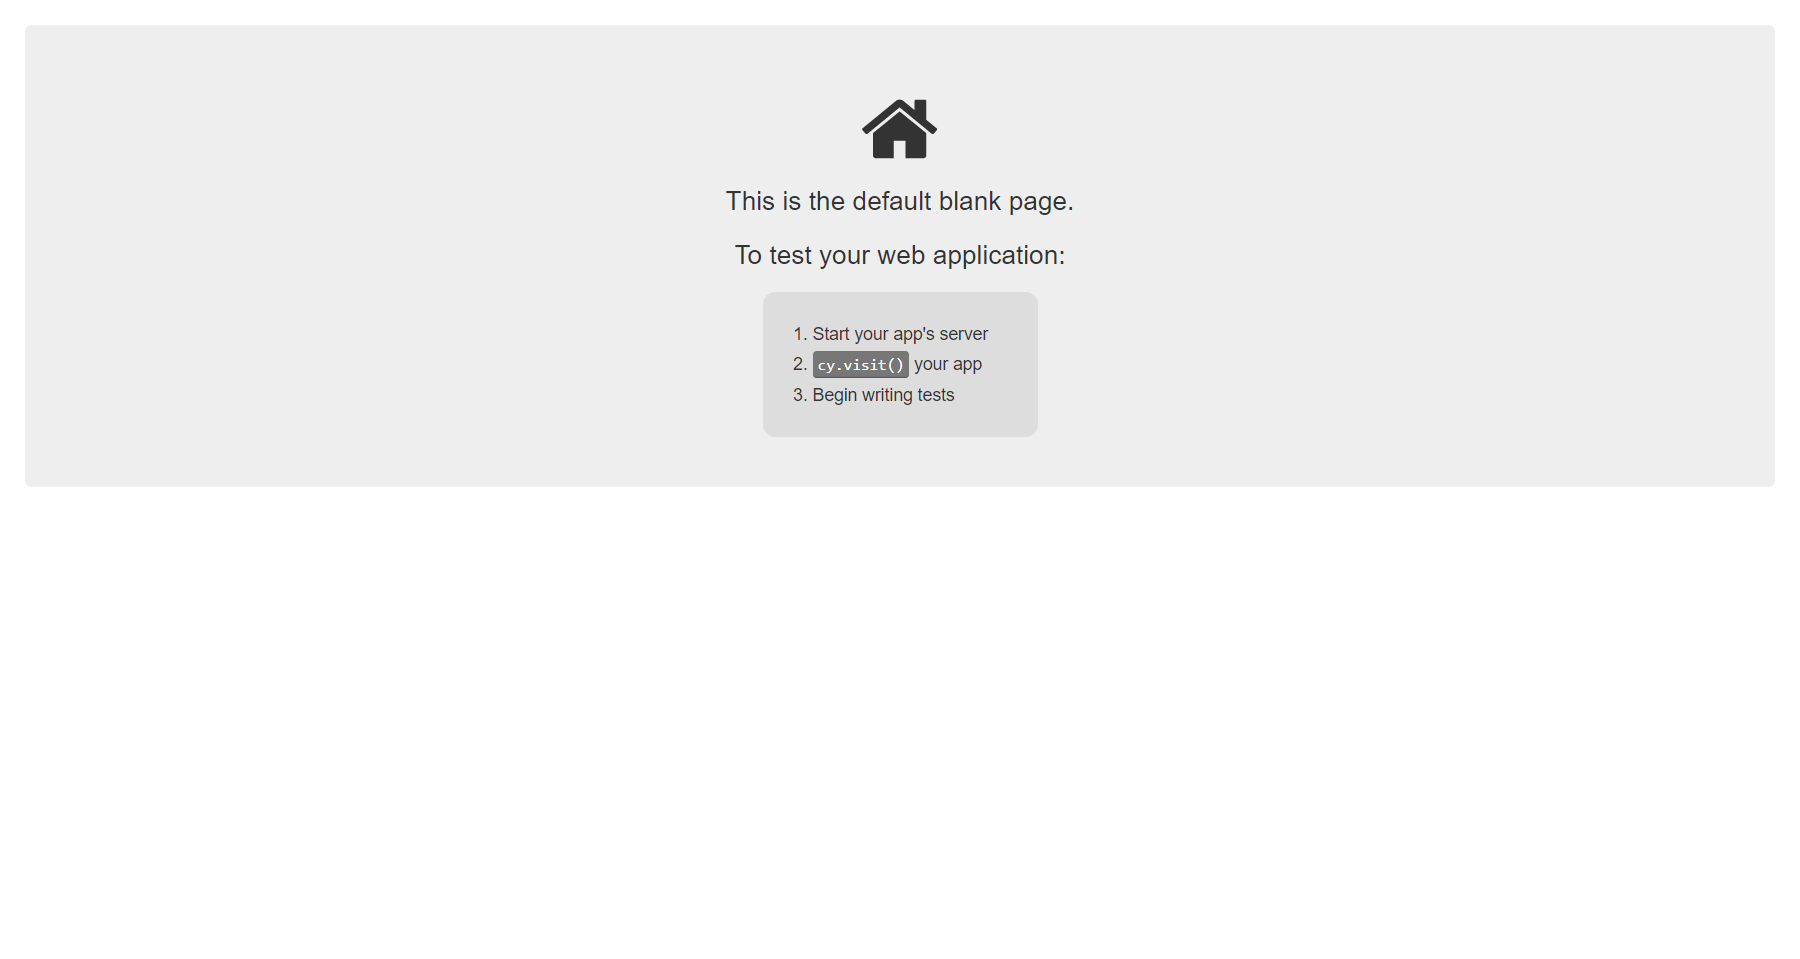 This is the default blank page.
To test your web application:
1. Start your app's server
2. cy.visit() your app
3. Begin writing tests